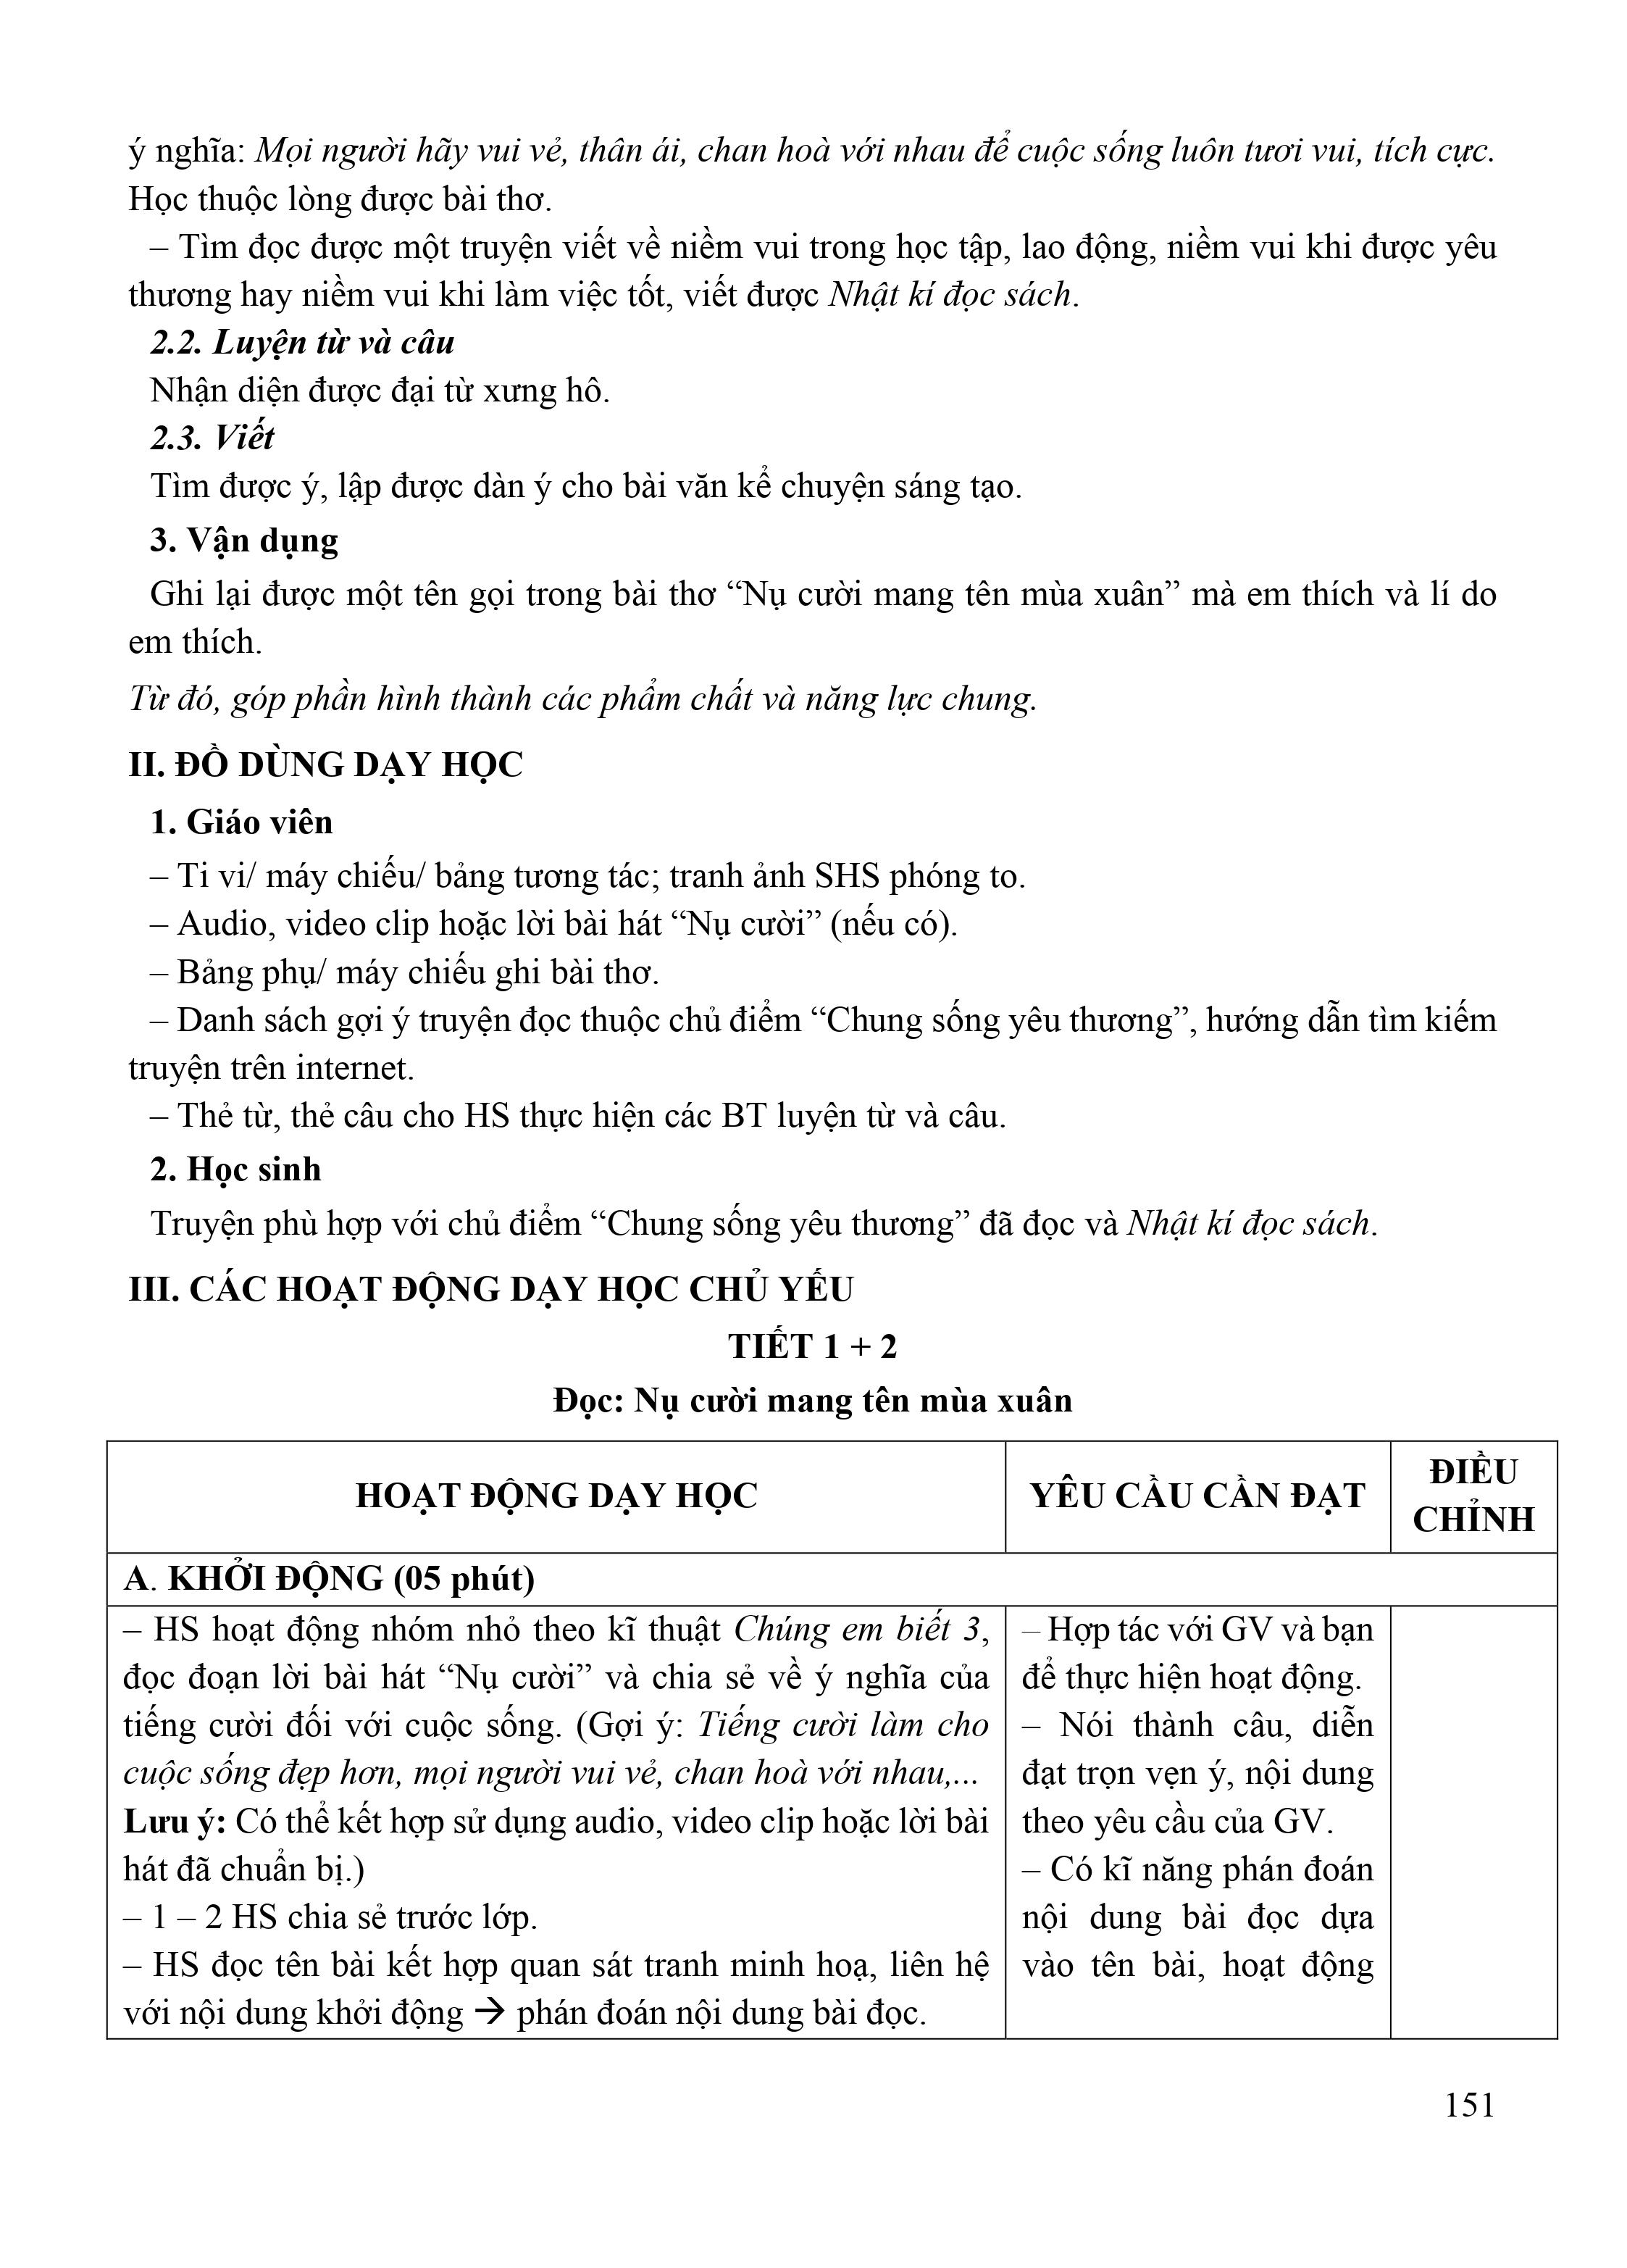 ý nghĩa: Mọi người hãy vui vẻ, thân ái, chan hoà với nhau để cuộc sống luôn tươi vui, tích cực.
Học thuộc lòng được bài thơ.
– Tìm đọc được một truyện viết về niềm vui trong học tập, lao động, niềm vui khi được yêu
thương hay niềm vui khi làm việc tốt, viết được Nhật kí đọc sách.
2.2. Luyện từ và câu
Nhận diện được đại từ xưng hô.
2.3. Viết
Tìm được ý, lập được dàn ý cho bài văn kể chuyện sáng tạo.
3. Vận dụng
Ghi lại được một tên gọi trong bài thơ “Nụ cười mang tên mùa xuân” mà em thích và lí do
em thích.
Từ đó, góp phần hình thành các phẩm chất và năng lực chung.
II. ĐỒ DÙNG DẠY HỌC
1. Giáo viên
– Ti vi/ máy chiếu/ bảng tương tác; tranh ảnh SHS phóng to.
– Audio, video clip hoặc lời bài hát “Nụ cười” (nếu có).
– Bảng phụ/ máy chiếu ghi bài thơ.
– Danh sách gợi ý truyện đọc thuộc chủ điểm “Chung sống yêu thương”, hướng dẫn tìm kiếm
truyện trên internet.
– Thẻ từ, thẻ câu cho HS thực hiện các BT luyện từ và câu.
2. Học sinh
Truyện phù hợp với chủ điểm “Chung sống yêu thương” đã đọc và Nhật kí đọc sách.
III. CÁC HOẠT ĐỘNG DẠY HỌC CHỦ YẾU
TIẾT 1 + 2
Đọc: Nụ cười mang tên mùa xuân
HOẠT ĐỘNG DẠY HỌC
YÊU CẦU CẦN ĐẠT
ĐIỀU
CHỈNH
A. KHỞI ĐỘNG (05 phút)
– HS hoạt động nhóm nhỏ theo kĩ thuật Chúng em biết 3,
đọc đoạn lời bài hát “Nụ cười” và chia sẻ về ý nghĩa của
tiếng cười đối với cuộc sống. (Gợi ý: Tiếng cười làm cho
cuộc sống đẹp hơn, mọi người vui vẻ, chan hoà với nhau,...
Lưu ý: Có thể kết hợp sử dụng audio, video clip hoặc lời bài
hát đã chuẩn bị.)
– 1 – 2 HS chia sẻ trước lớp.
– HS đọc tên bài kết hợp quan sát tranh minh hoạ, liên hệ
với nội dung khởi động → phán đoán nội dung bài đọc.
– Hợp tác với GV và bạn
để thực hiện hoạt động.
– Nói thành câu, diễn
đạt trọn vẹn ý, nội dung
theo yêu cầu của GV.
– Có kĩ năng phán đoán
nội dung bài đọc dựa
vào tên bài, hoạt động
151